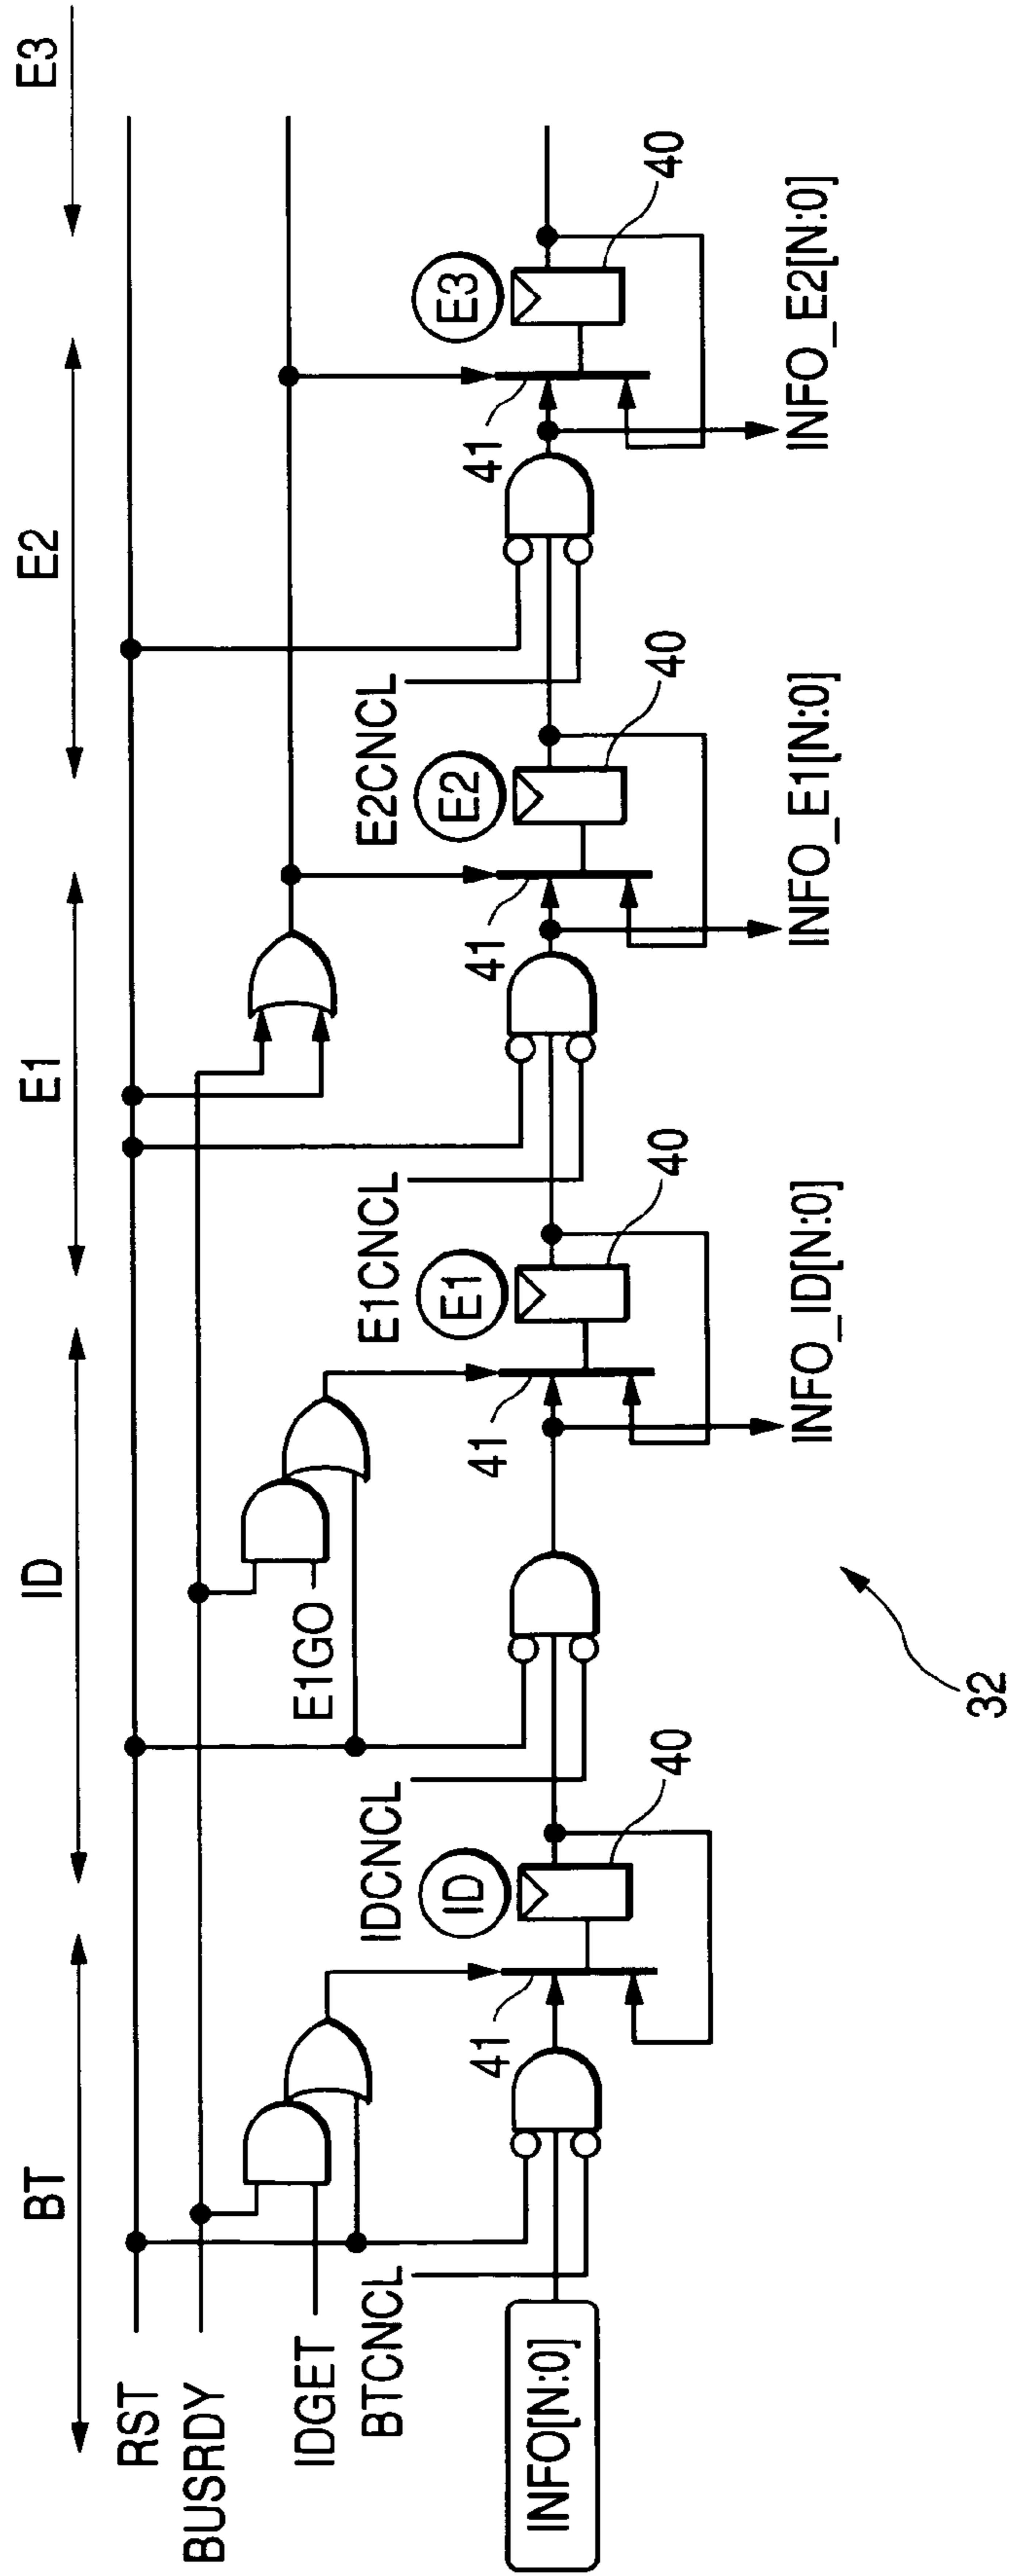 BT
ID
E1
E2
E3
RST
BUSRDY
IDGET
BTCNCL
INFO[N:0]
41
ID
40
IDCNCL
E1GO
41
E1
40
E1CNCL
INFO_ID[N:0]
41
E2
40
E2CNCL
INFO_E1[N:0]
41
E3
40
INFO_E2[N:0]
32